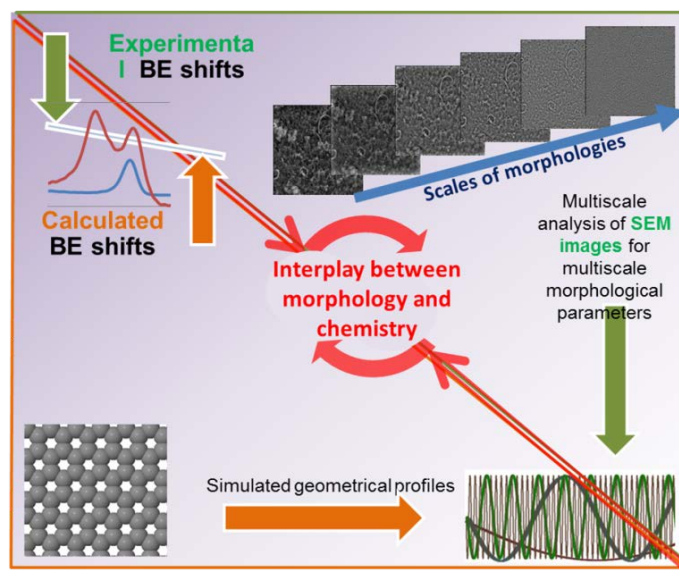 Experimenta
l BE shifts
Calculated
BE shifts
Scales of morphologies
Multiscale
analysis of SEM
images for
multiscale
morphological
parameters
Interplay between
morphology and
chemistry
Simulated geometrical profiles